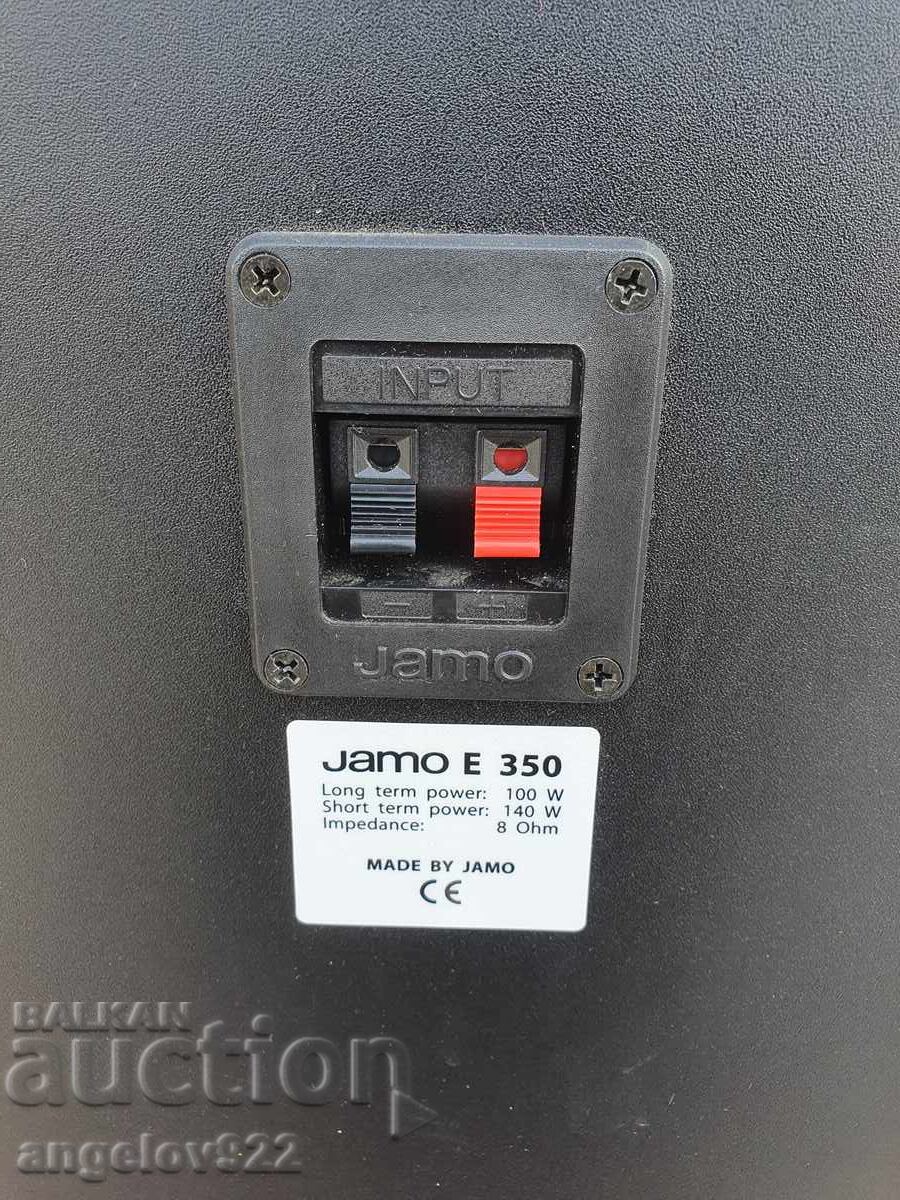 INPUT
- +
Jamo
Jamo E 350
Long term power: 100 W
Short term power: 140 W
Impedance: 8 Ohm
MADE BY JAMO
CE
BALKAN
auction
angelov922